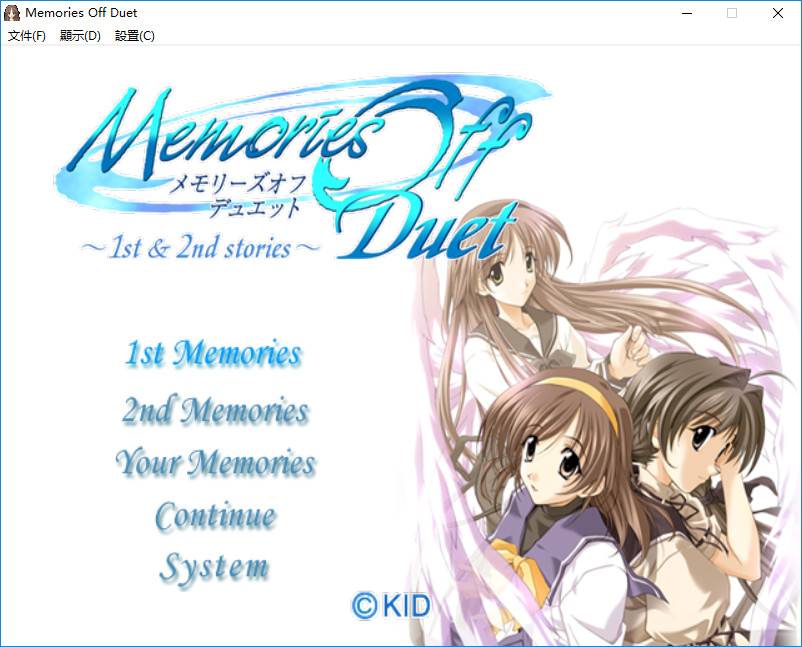 Memories Off Duet
文件(F) 顯示(D) 設置(C)
Memories Off
メモリーズオフ
デュエット
Duet
～1st & 2nd stories～
1st Memories
2nd Memories
Your Memories
Continue
System
©KID